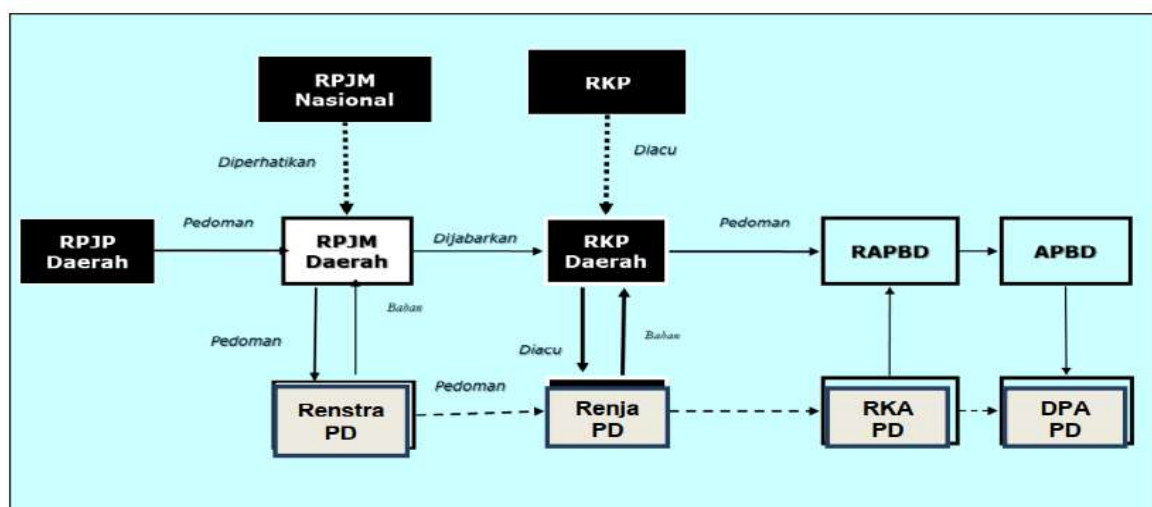 RPJM
Nasional
RKP
Diperhatikan
Diacu
RPJP
Daerah
Pedoman
RPJM
Daerah
Dijabarkan
RKP
Daerah
Pedoman
RAPBD
APBD
Pedoman
Bahan
Diacu
Bahan
Renstra
PD
Pedoman
Renja
PD
RKA
PD
DPA
PD